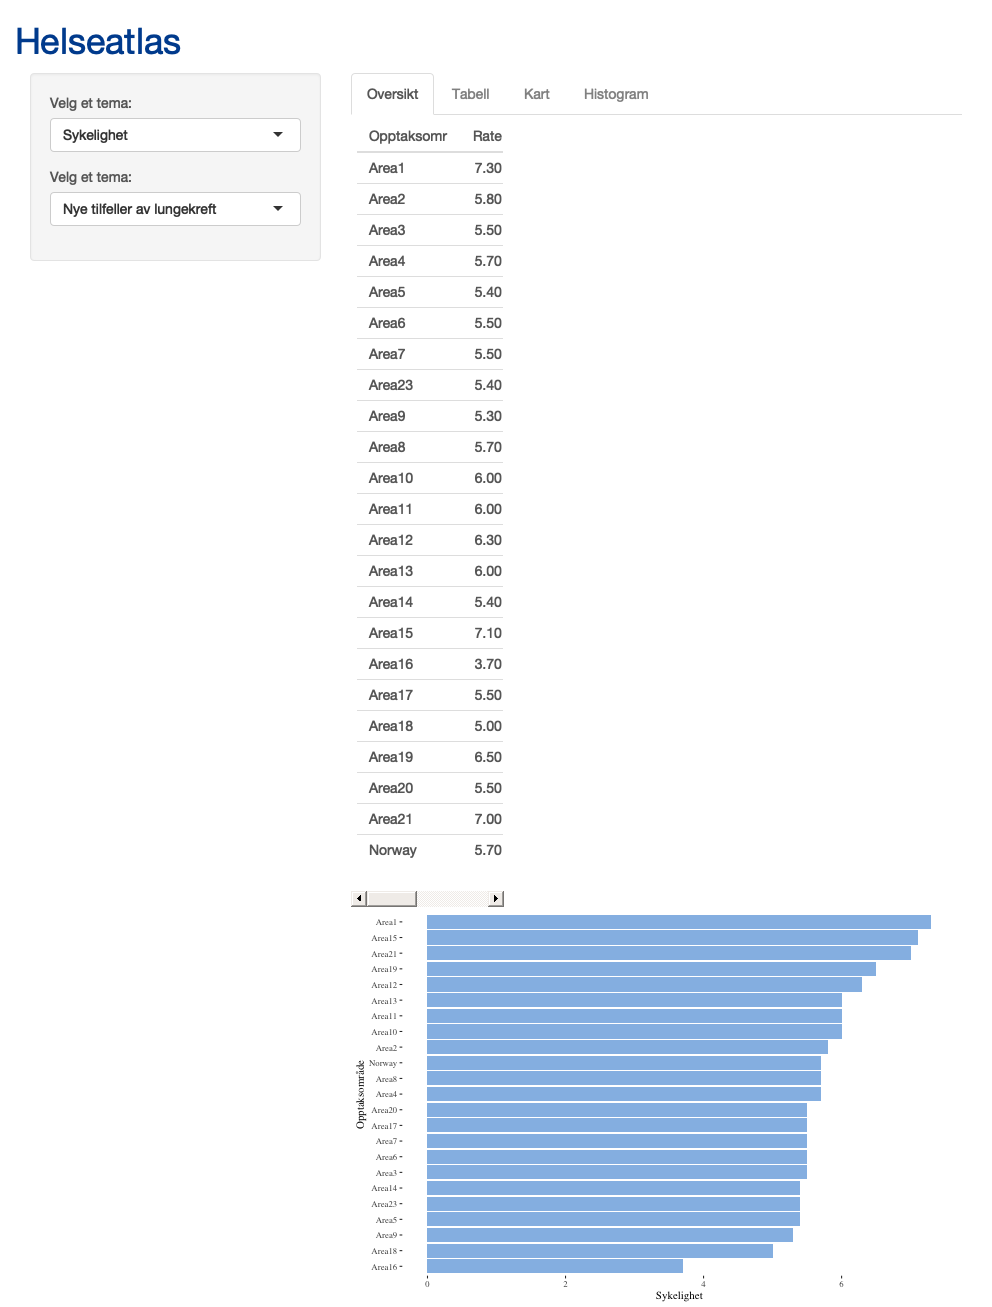 Helseatlas
Velg et tema:
Sykelighet
Velg et tema:
Nye tilfeller av lungekreft
Oversikt Tabell Kart Histogram
Opptaksomr Rate
Area1 7.30
Area2 5.80
Area3 5.50
Area4 5.70
Area5 5.40
Area6 5.50
Area7 5.50
Area23 5.40
Area9 5.30
Area8 5.70
Area10 6.00
Area11 6.00
Area12 6.30
Area13 6.00
Area14 5.40
Area15 7.10
Area16 3.70
Area17 5.50
Area18 5.00
Area19 6.50
Area20 5.50
Area21 7.00
Norway 5.70
Opptaksområde
Area1
Area15
Area21
Area19
Area12
Area13
Area11
Area10
Area2
Norway
Area8
Area4
Area20
Area17
Area7
Area6
Area3
Area14
Area23
Area5
Area9
Area18
Area16
0 2 4 6
Sykelighet